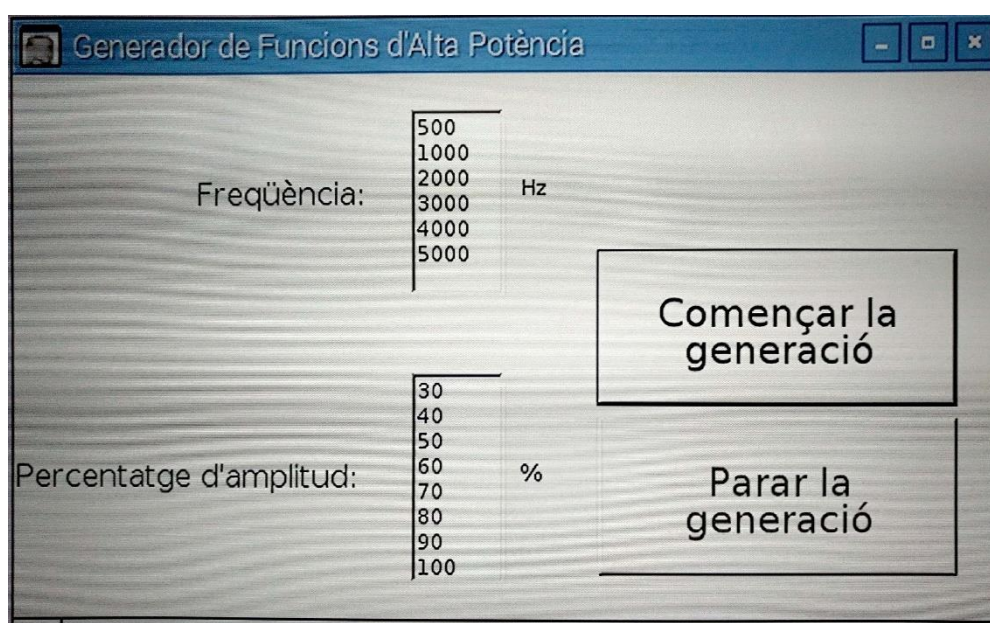 Generador de Funcions d'Alta Potència
Freqüència:
500
1000
2000
3000
4000
5000
Hz
Començar la
generació
Percentatge d'amplitud:
30
40
50
60
70
80
90
100
%
Parar la
generació